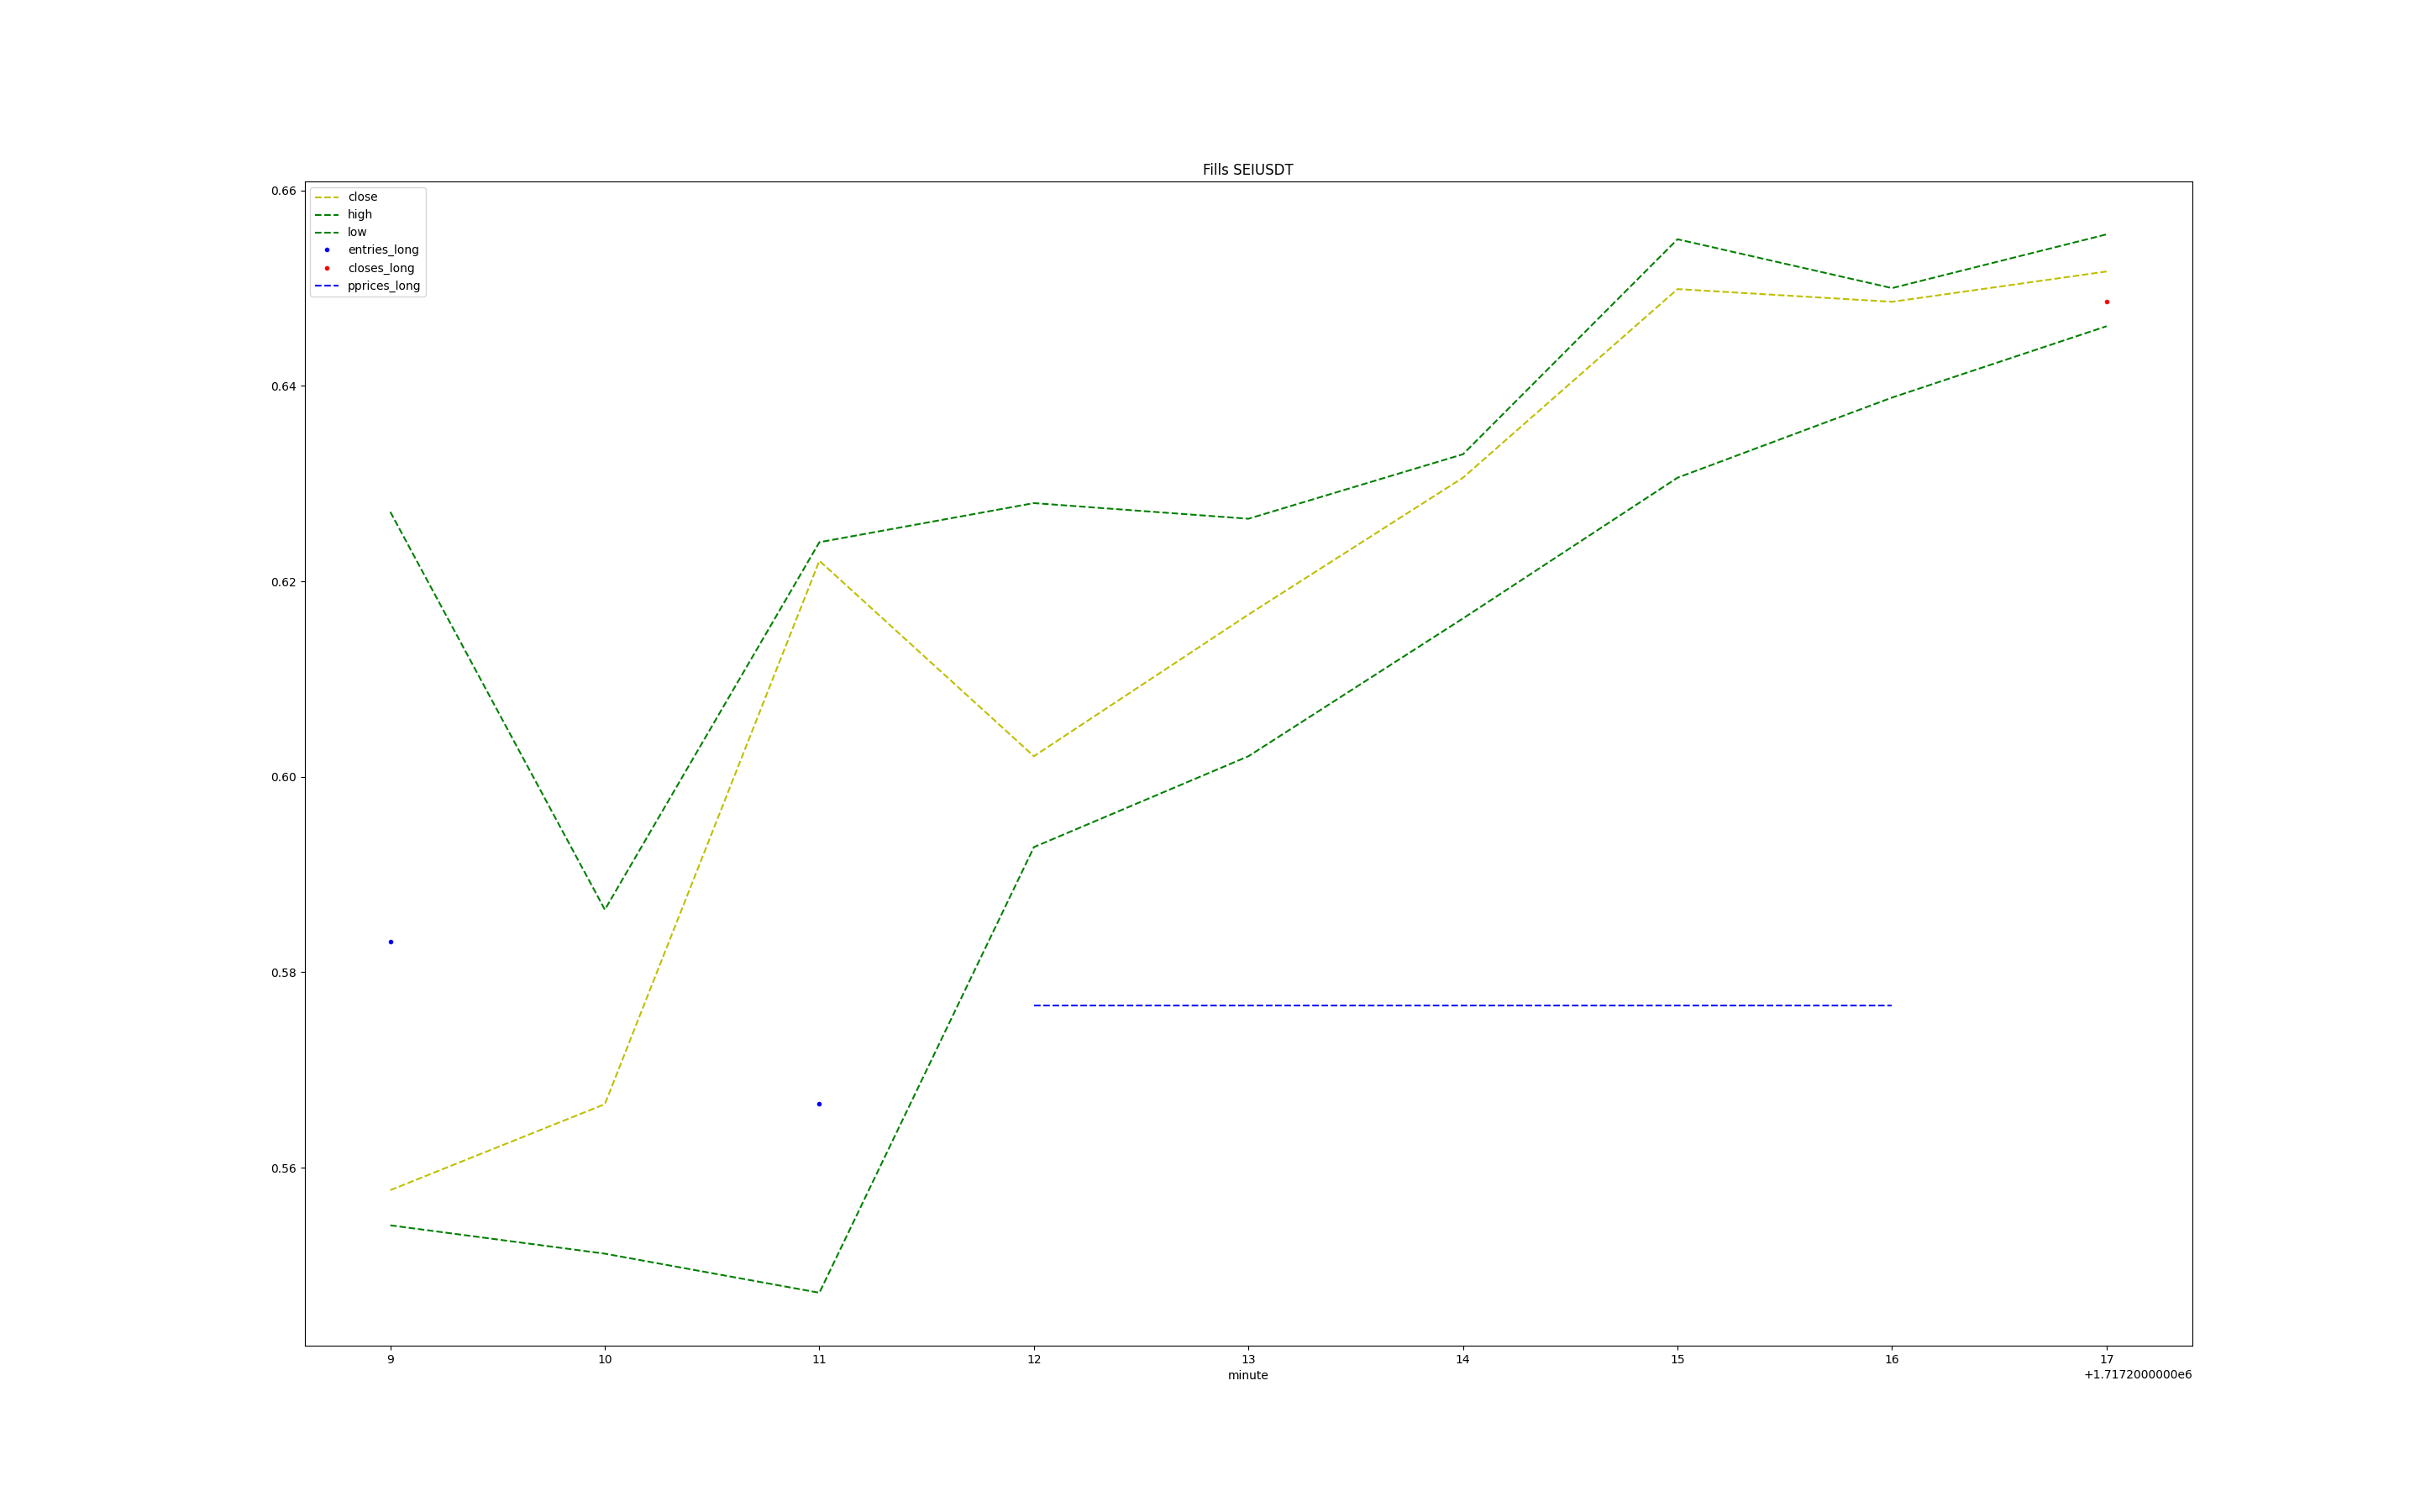 Fills SEIUSDT
close
high
low
entries_long
closes_long
pprices_long
0.66
0.64
0.62
0.60
0.58
0.56
9 10 11 12 13 14 15 16 17
minute
+1.7172000000e6